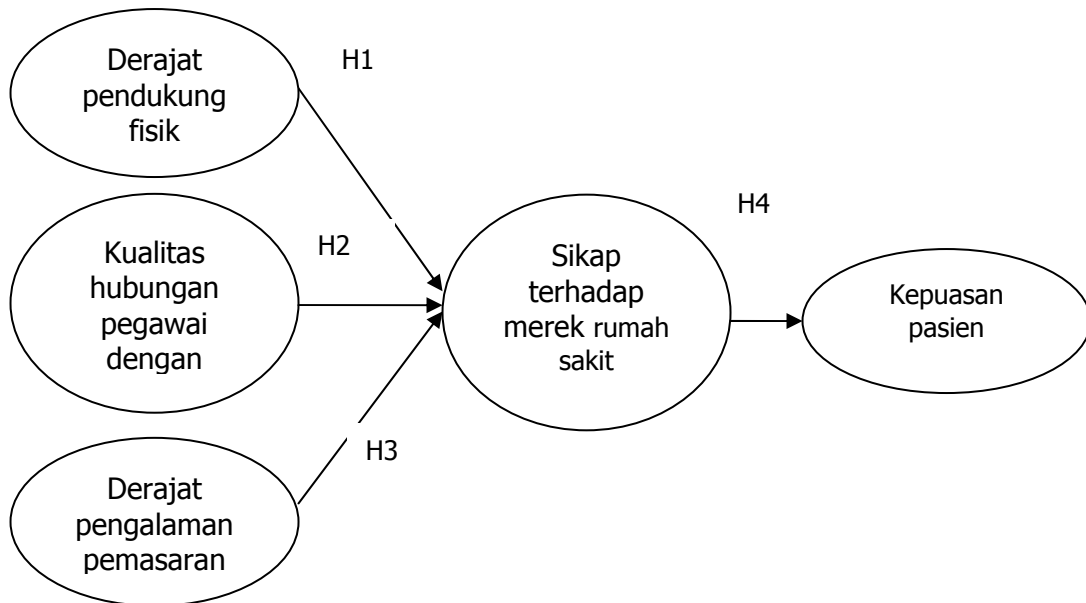 Derajat
pendukung
fisik
H1
Kualitas
hubungan
pegawai
dengan
H2
Derajat
pengalaman
pemasaran
H3
Sikap
terhadap
merek rumah
sakit
H4
Kepuasan
pasien